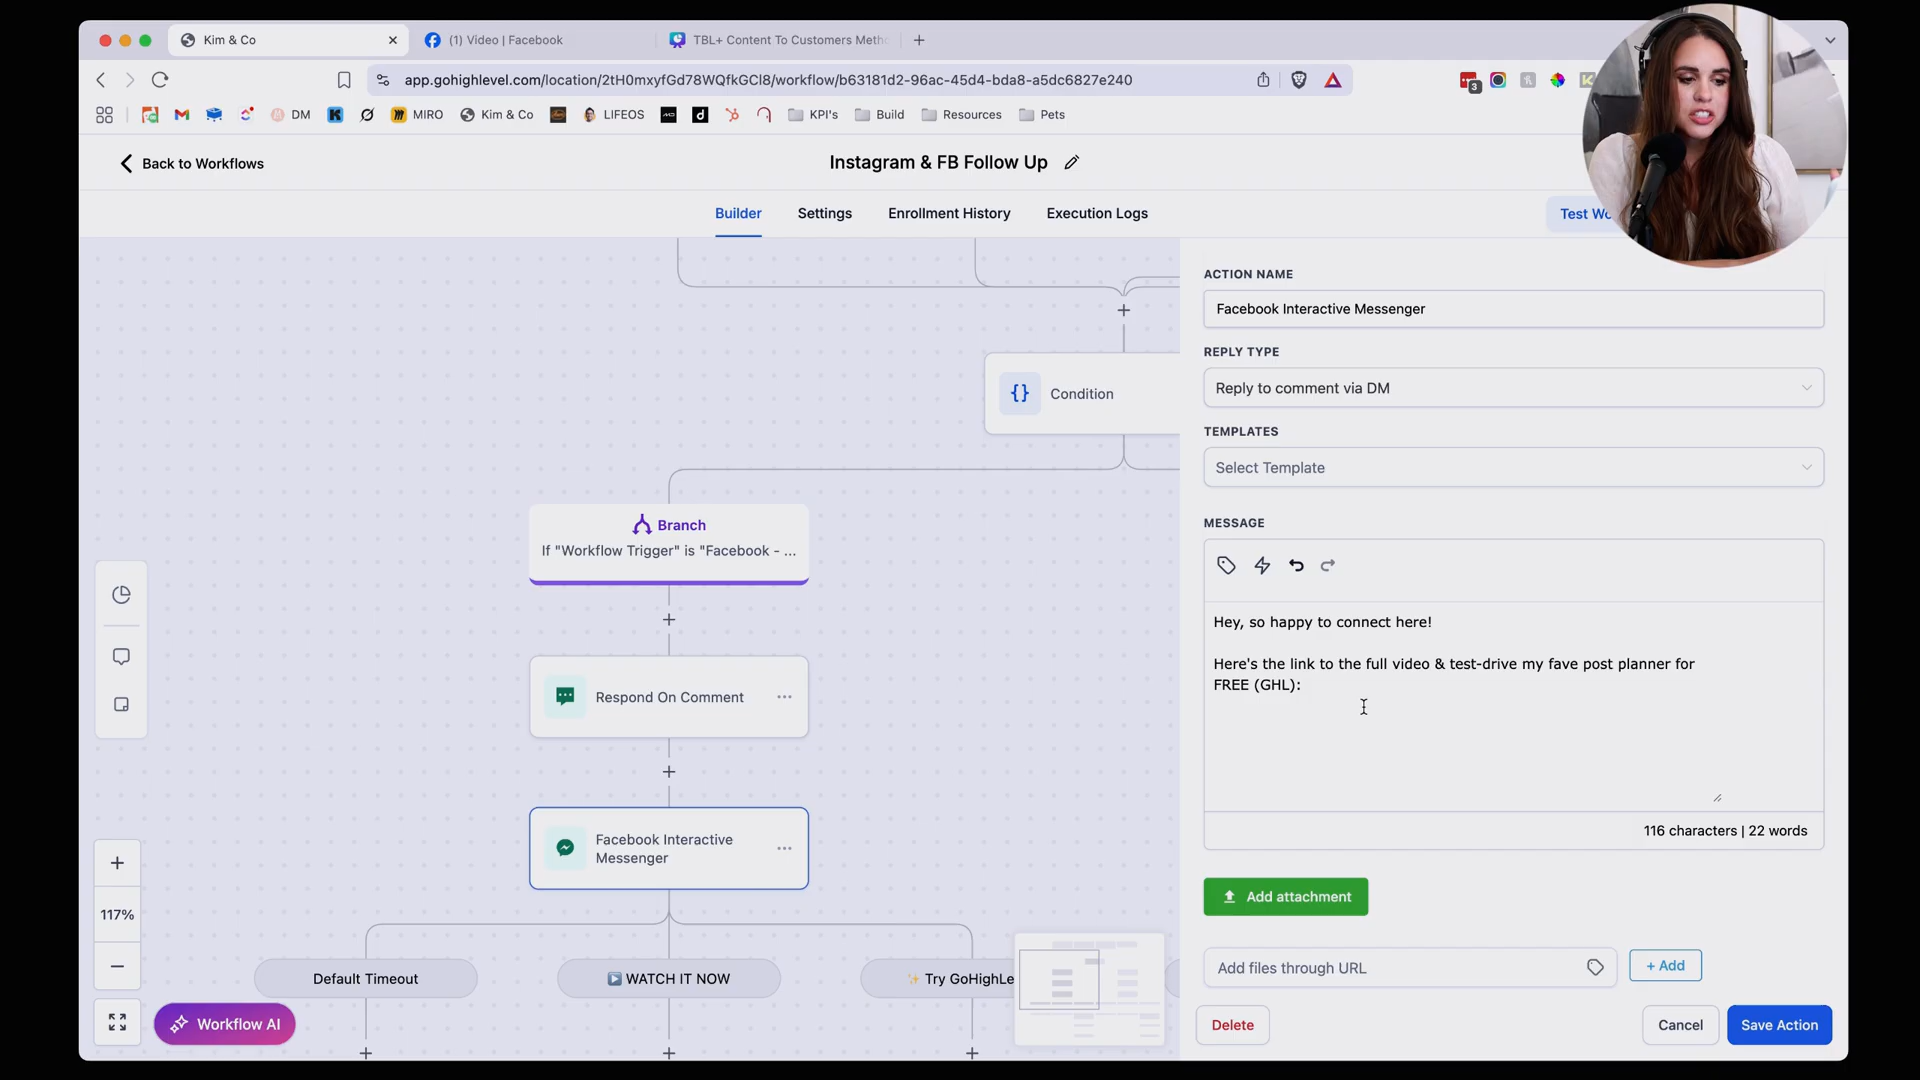 Kim & Co
(1) Video | Facebook
TBL+ Content To Customers Meth
app.gohighlevel.com/location/2tH0mxyfGd78WQfkGCI8/workflow/b63181d2-96ac-45d4-bda8-a5dc6827e240
3
DM
MIRO
Kim & Co
LIFEOS
KPI's
Build
Resources
Pets
Back to Workflows
Instagram & FB Follow Up
Builder
Settings
Enrollment History
Execution Logs
Test Wo
ACTION NAME
Facebook Interactive Messenger
REPLY TYPE
Reply to comment via DM
TEMPLATES
Select Template
MESSAGE
Hey, so happy to connect here!
Here's the link to the full video & test-drive my fave post planner for
FREE (GHL):
116 characters | 22 words
Add attachment
Add files through URL
+ Add
Delete
Cancel
Save Action
Condition
Branch
If "Workflow Trigger" is "Facebook - ...
Respond On Comment
Facebook Interactive
Messenger
Default Timeout
WATCH IT NOW
Try GoHighLe
117%
Workflow AI